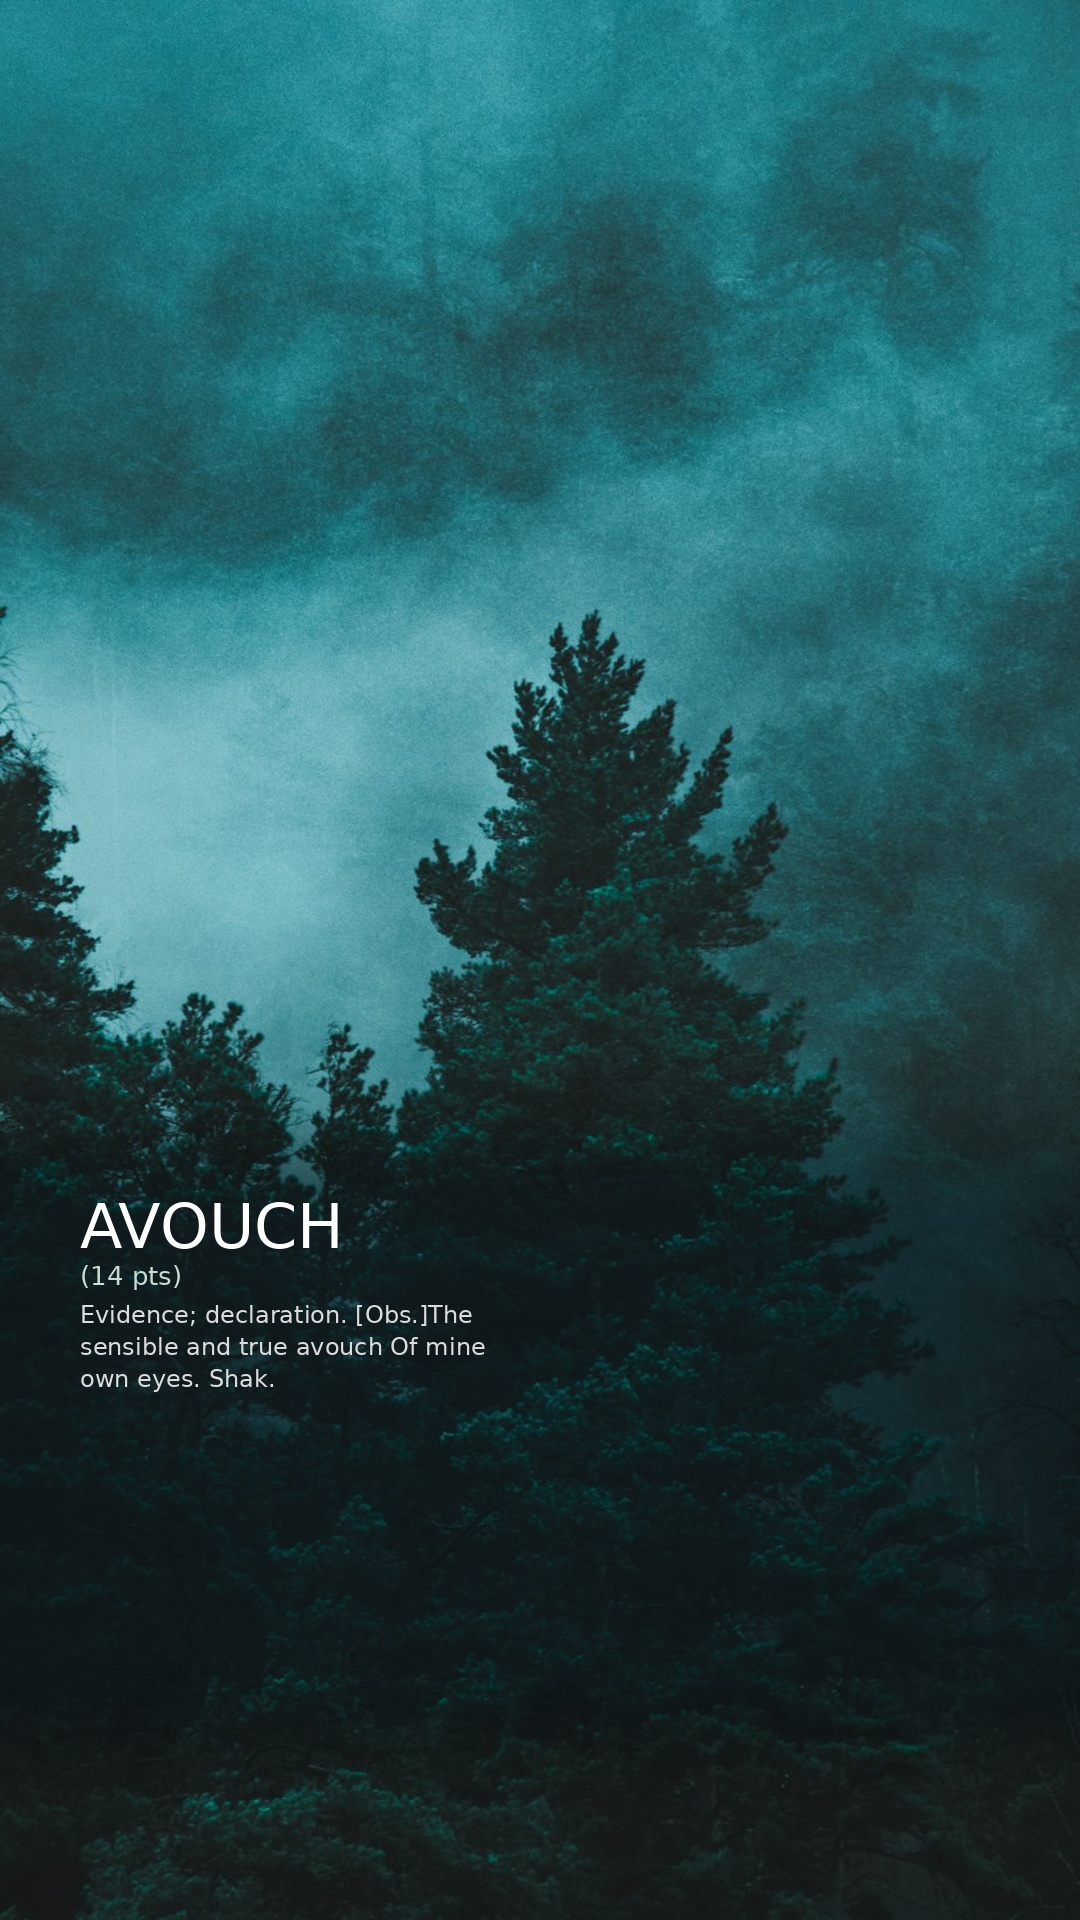 AVOUCH
(14 pts)
Evidence; declaration. [Obs.]The
sensible and true avouch Of mine
own eyes. Shak.